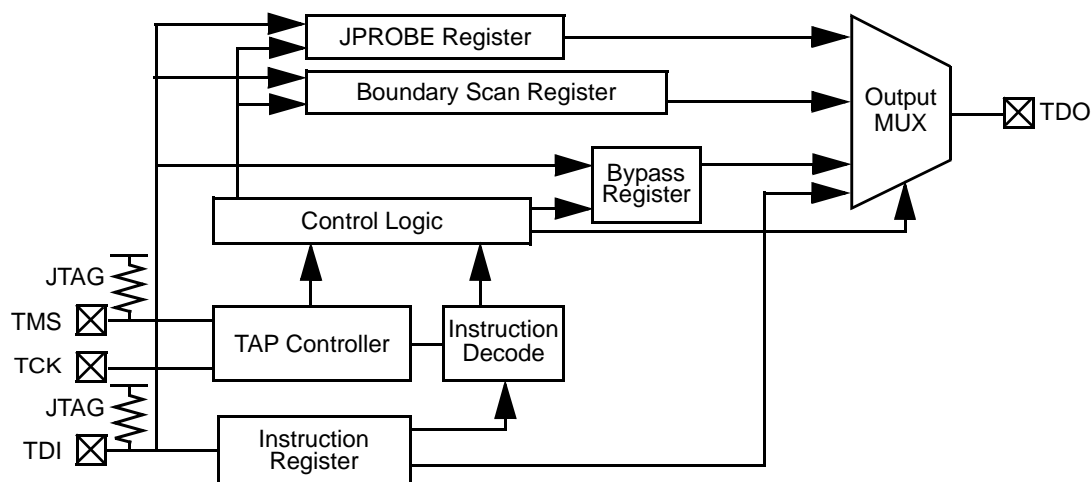 JPROBE Register
Boundary Scan Register
Output
MUX
TDO
Bypass
Register
Control Logic
JTAG
TMS
TAP Controller
Instruction
Decode
TCK
JTAG
TDI
Instruction
Register